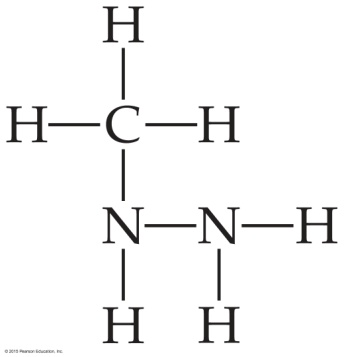 H
H C H
N N H
H H
© 2015 Pearson Education, Inc.